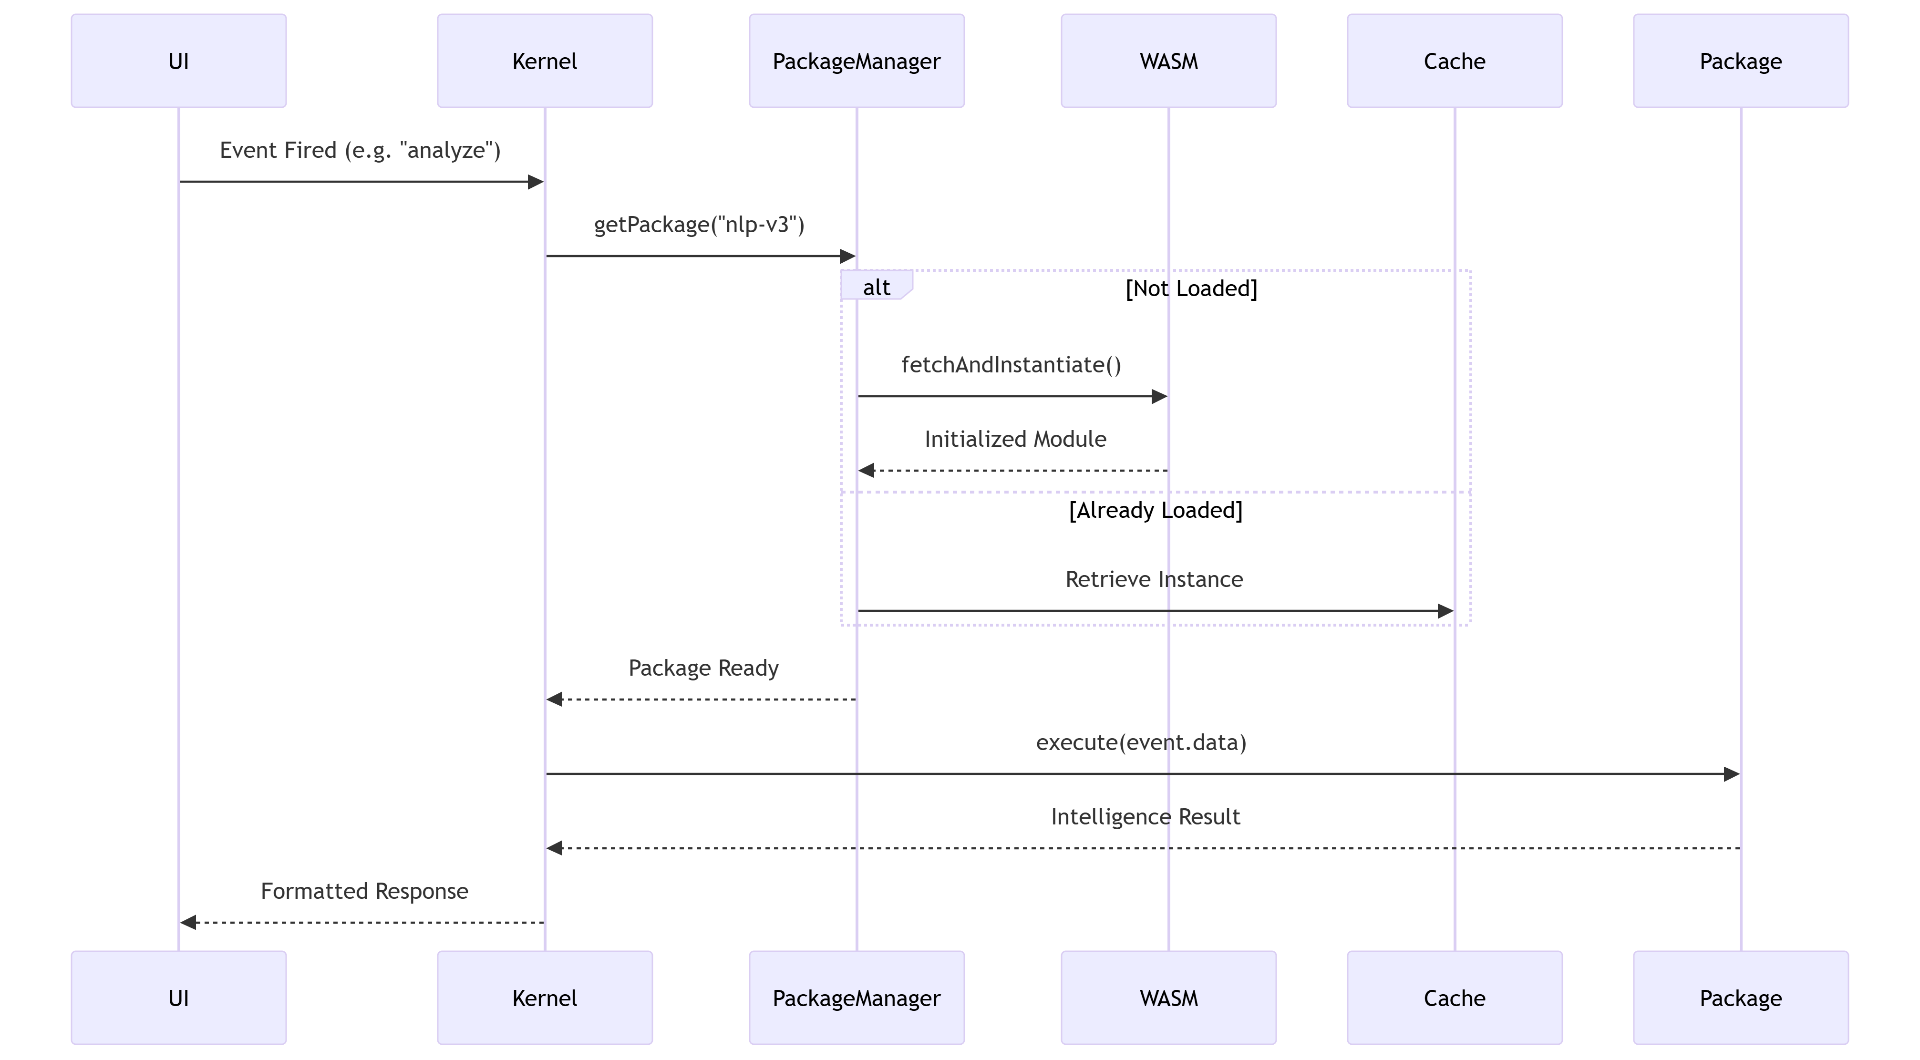 UI
Kernel
PackageManager
WASM
Cache
Package
Event Fired (e.g. "analyze")
getPackage("nlp-v3")
alt
[Not Loaded]
fetchAndInstantiate()
Initialized Module
[Already Loaded]
Retrieve Instance
Package Ready
execute(event.data)
Intelligence Result
Formatted Response
UI
Kernel
PackageManager
WASM
Cache
Package